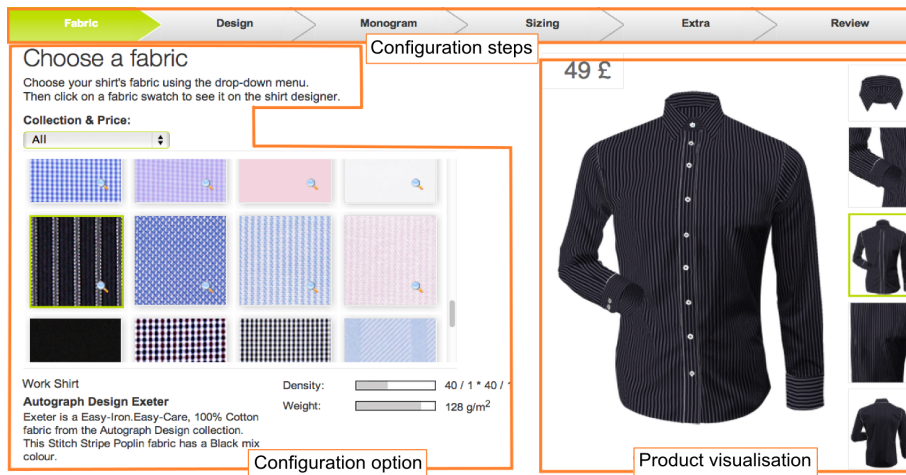 Fabric Design Monogram Sizing Extra Review
Configuration steps
Choose a fabric
Choose your shirt's fabric using the drop-down menu.
Then click on a fabric swatch to see it on the shirt designer.
Collection & Price:
All
49 £
Work Shirt
Autograph Design Exeter
Exeter is a Easy-Iron.Easy-Care, 100% Cotton
fabric from the Autograph Design collection.
This Stitch Stripe Poplin fabric has a Black mix
colour.
Density: 40 / 1 * 40 / 1
Weight: 128 g/m²
Configuration option
Product visualisation